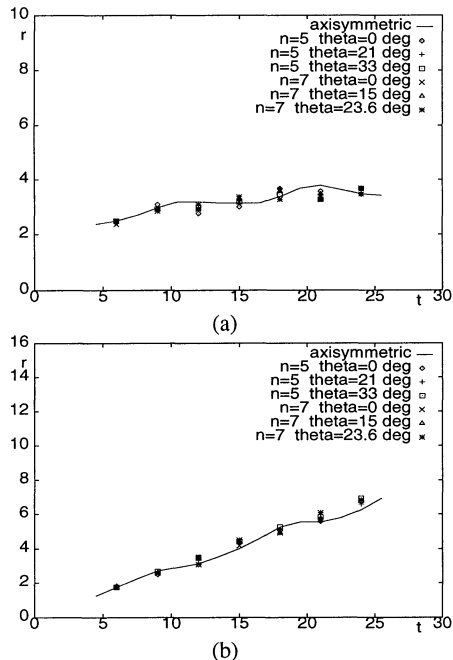 10
r
8
6
4
2
0
axisymmetric
n=5 theta=0 deg
n=5 theta=21 deg
n=5 theta=33 deg
n=7 theta=0 deg
n=7 theta=15 deg
n=7 theta=23.6 deg
0 5 10 15 20 25 t 30
(a)
16
r
14
12
10
8
6
4
2
0
axisymmetric
n=5 theta=0 deg
n=5 theta=21 deg
n=5 theta=33 deg
n=7 theta=0 deg
n=7 theta=15 deg
n=7 theta=23.6 deg
0 5 10 15 20 25 t 30
(b)